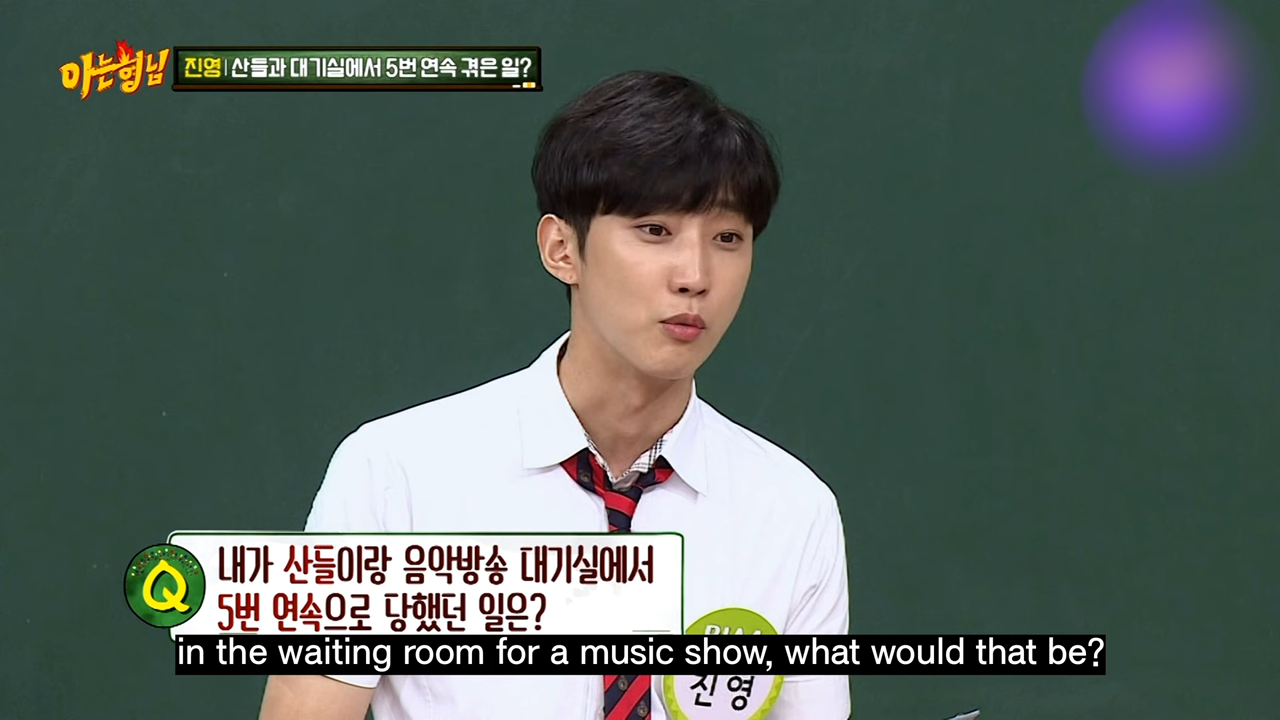 아는형님
진영 | 산들과 대기실에서 5번 연속 겪은 일?
Q
내가 산들이랑 음악방송 대기실에서
5번 연속으로 당했던 일은?
in the waiting room for a music show, what would that be?
진영